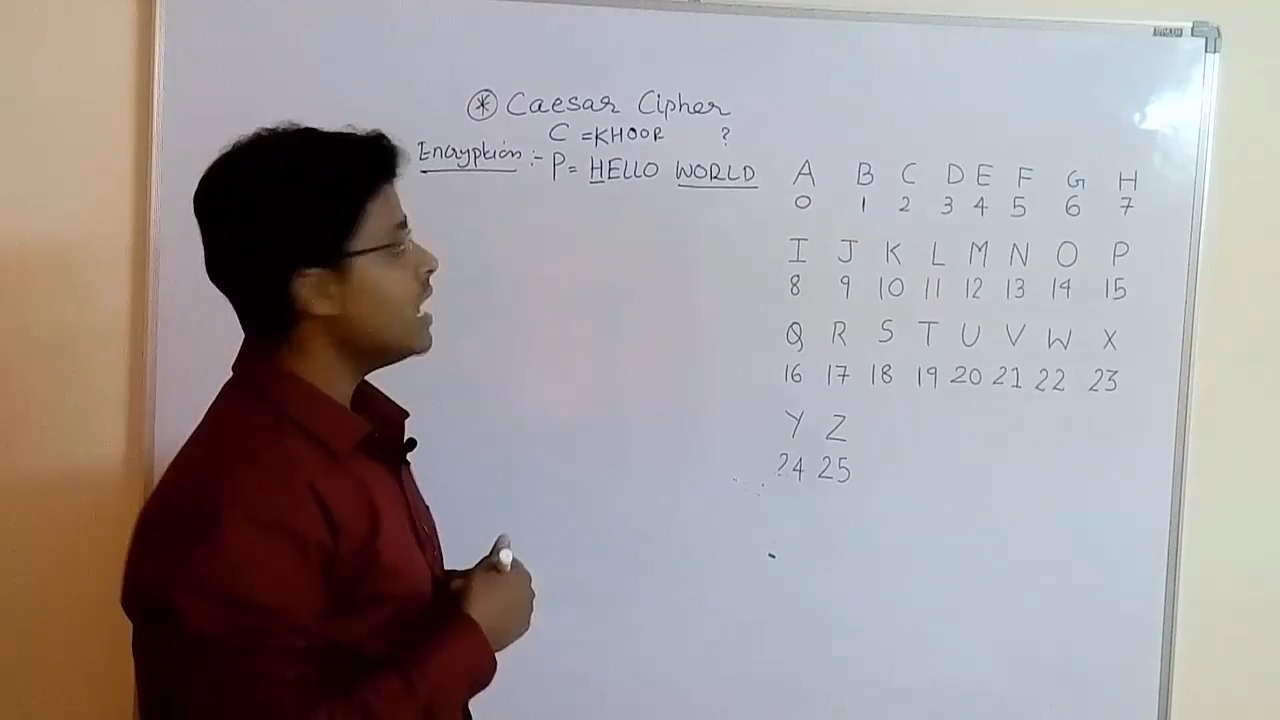 ✳ Caesar Cipher
C = KHOOR ?
Encryption :- P = HELLO WORLD
A B C D E F G H
0 1 2 3 4 5 6 7
I J K L M N O P
8 9 10 11 12 13 14 15
Q R S T U V W X
16 17 18 19 20 21 22 23
Y Z
24 25